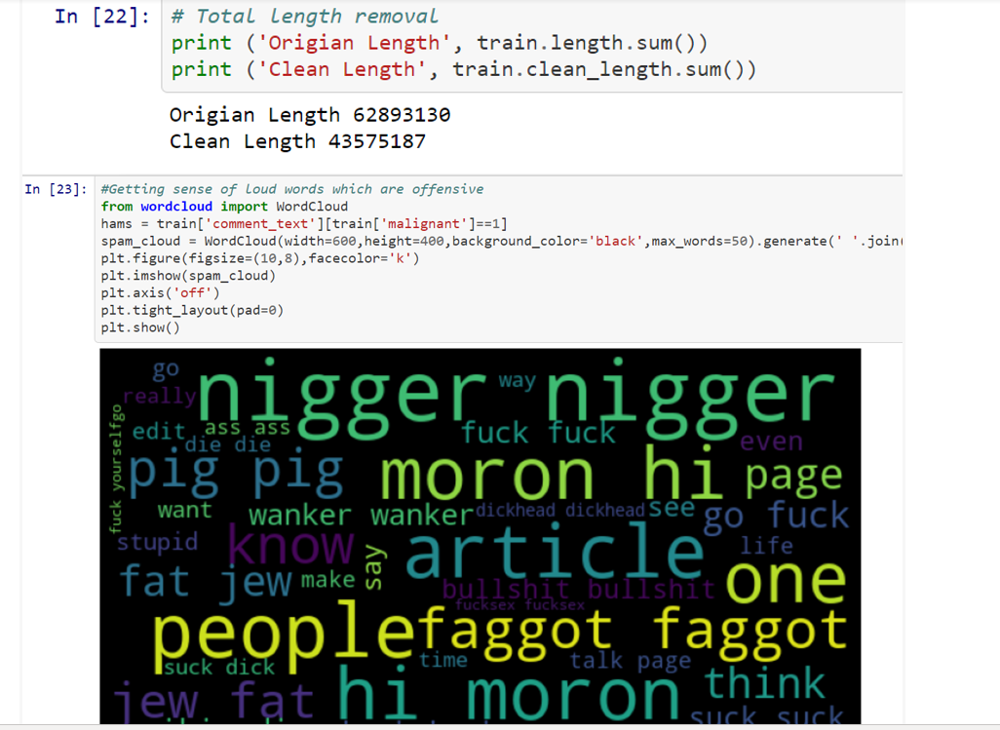 In [22]: # Total length removal
print ('Origian Length', train.length.sum())
print ('Clean Length', train.clean_length.sum())
Origian Length 62893130
Clean Length 43575187
In [23]: #Getting sense of loud words which are offensive
from wordcloud import WordCloud
hams = train['comment_text'][train['malignant']==1]
spam_cloud = WordCloud(width=600,height=400,background_color='black',max_words=50).generate(' '.join(
plt.figure(figsize=(10,8),facecolor='k')
plt.imshow(spam_cloud)
plt.axis('off')
plt.tight_layout(pad=0)
plt.show()
go
really
nigger nigger
way
edit
ass ass
fuck fuck
die die
even
fuck yourselfgo
pig pig
moron hi
page
want
wanker wanker
dickhead dickhead
see
go fuck
stupid
know
article
life
fat jew
make
say
bullshit bullshit
one
fucksex fucksex
people
faggot faggot
suck dick
time
talk page
jew fat
hi moron
think
suck suck